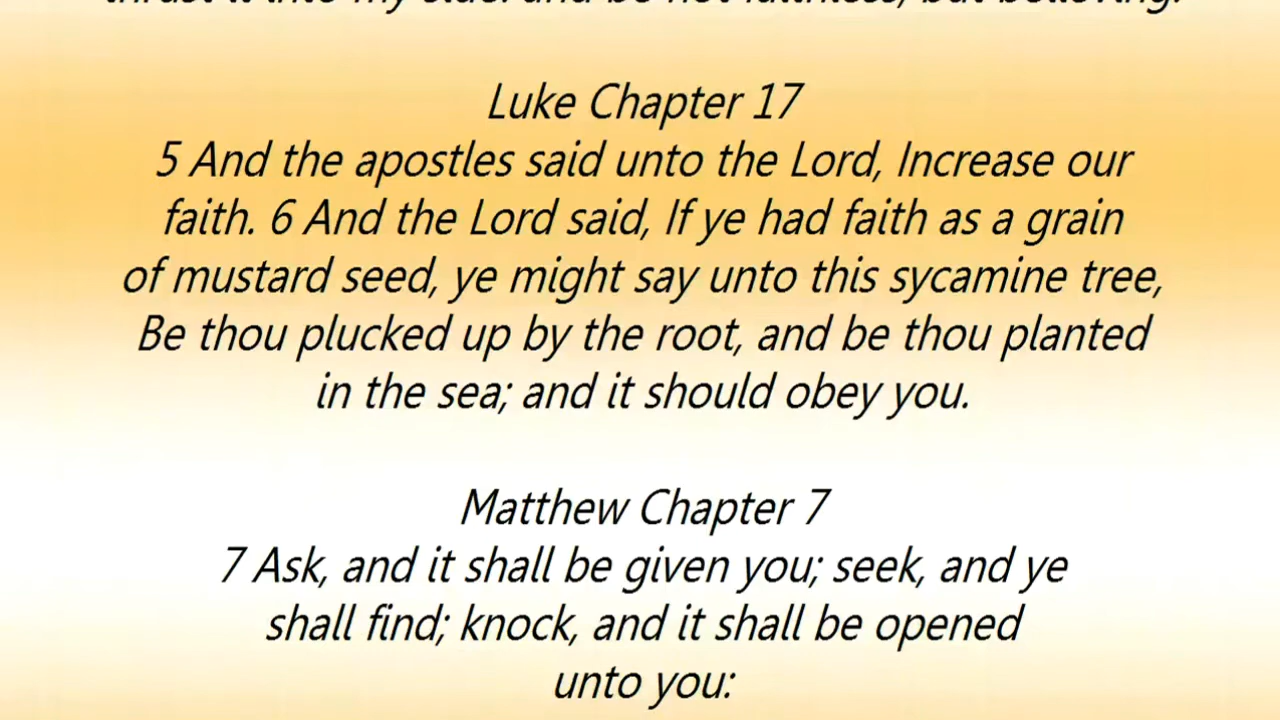 thrust it into my side: and be not faithless, but believing.
Luke Chapter 17
5 And the apostles said unto the Lord, Increase our
faith. 6 And the Lord said, If ye had faith as a grain
of mustard seed, ye might say unto this sycamine tree,
Be thou plucked up by the root, and be thou planted
in the sea; and it should obey you.
Matthew Chapter 7
7 Ask, and it shall be given you; seek, and ye
shall find; knock, and it shall be opened
unto you: